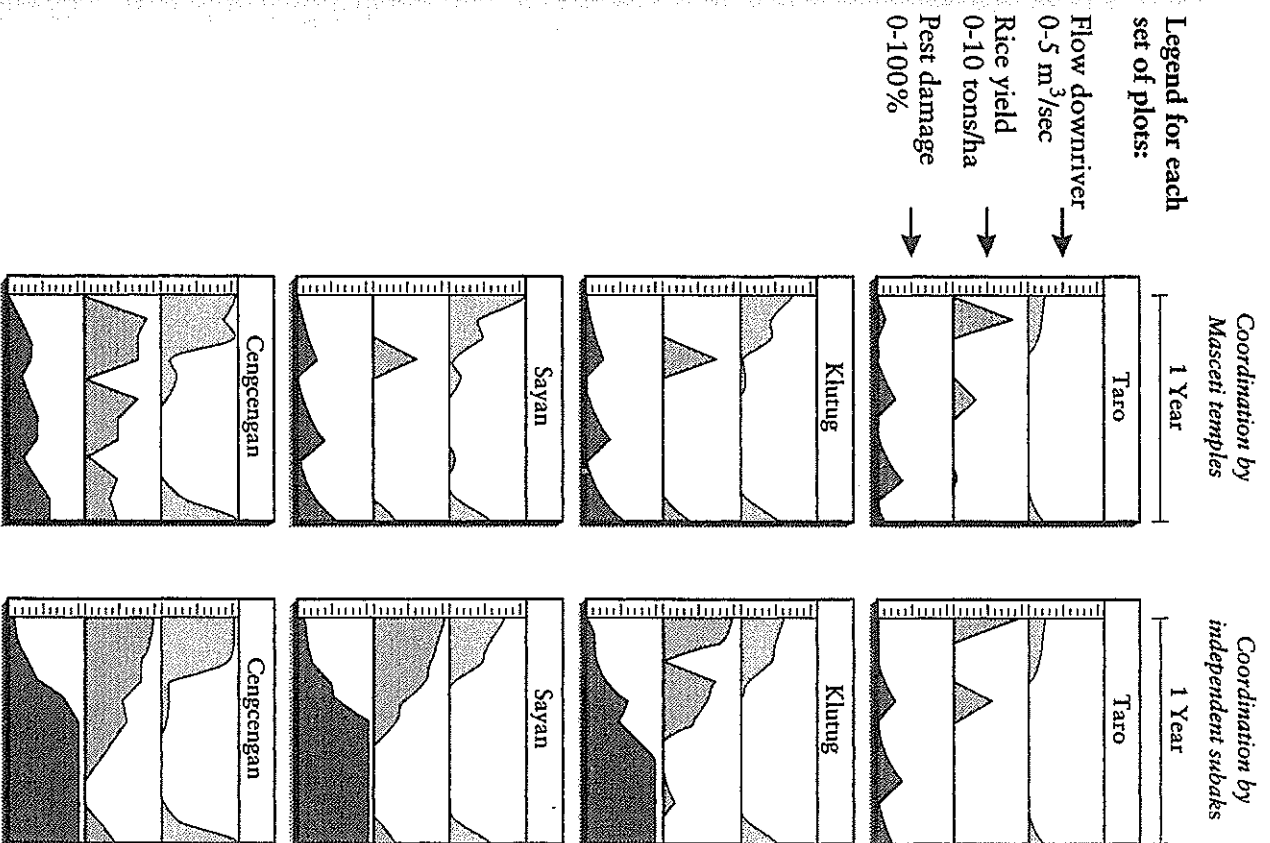 Legend for each
set of plots:
Flow downriver
0-5 m³/sec
Rice yield
0-10 tons/ha
Pest damage
0-100%
Coordination by
Masceti temples
1 Year
Taro
Klutug
Sayan
Cengcengan
Coordination by
independent subaks
1 Year
Taro
Klutug
Sayan
Cengcengan